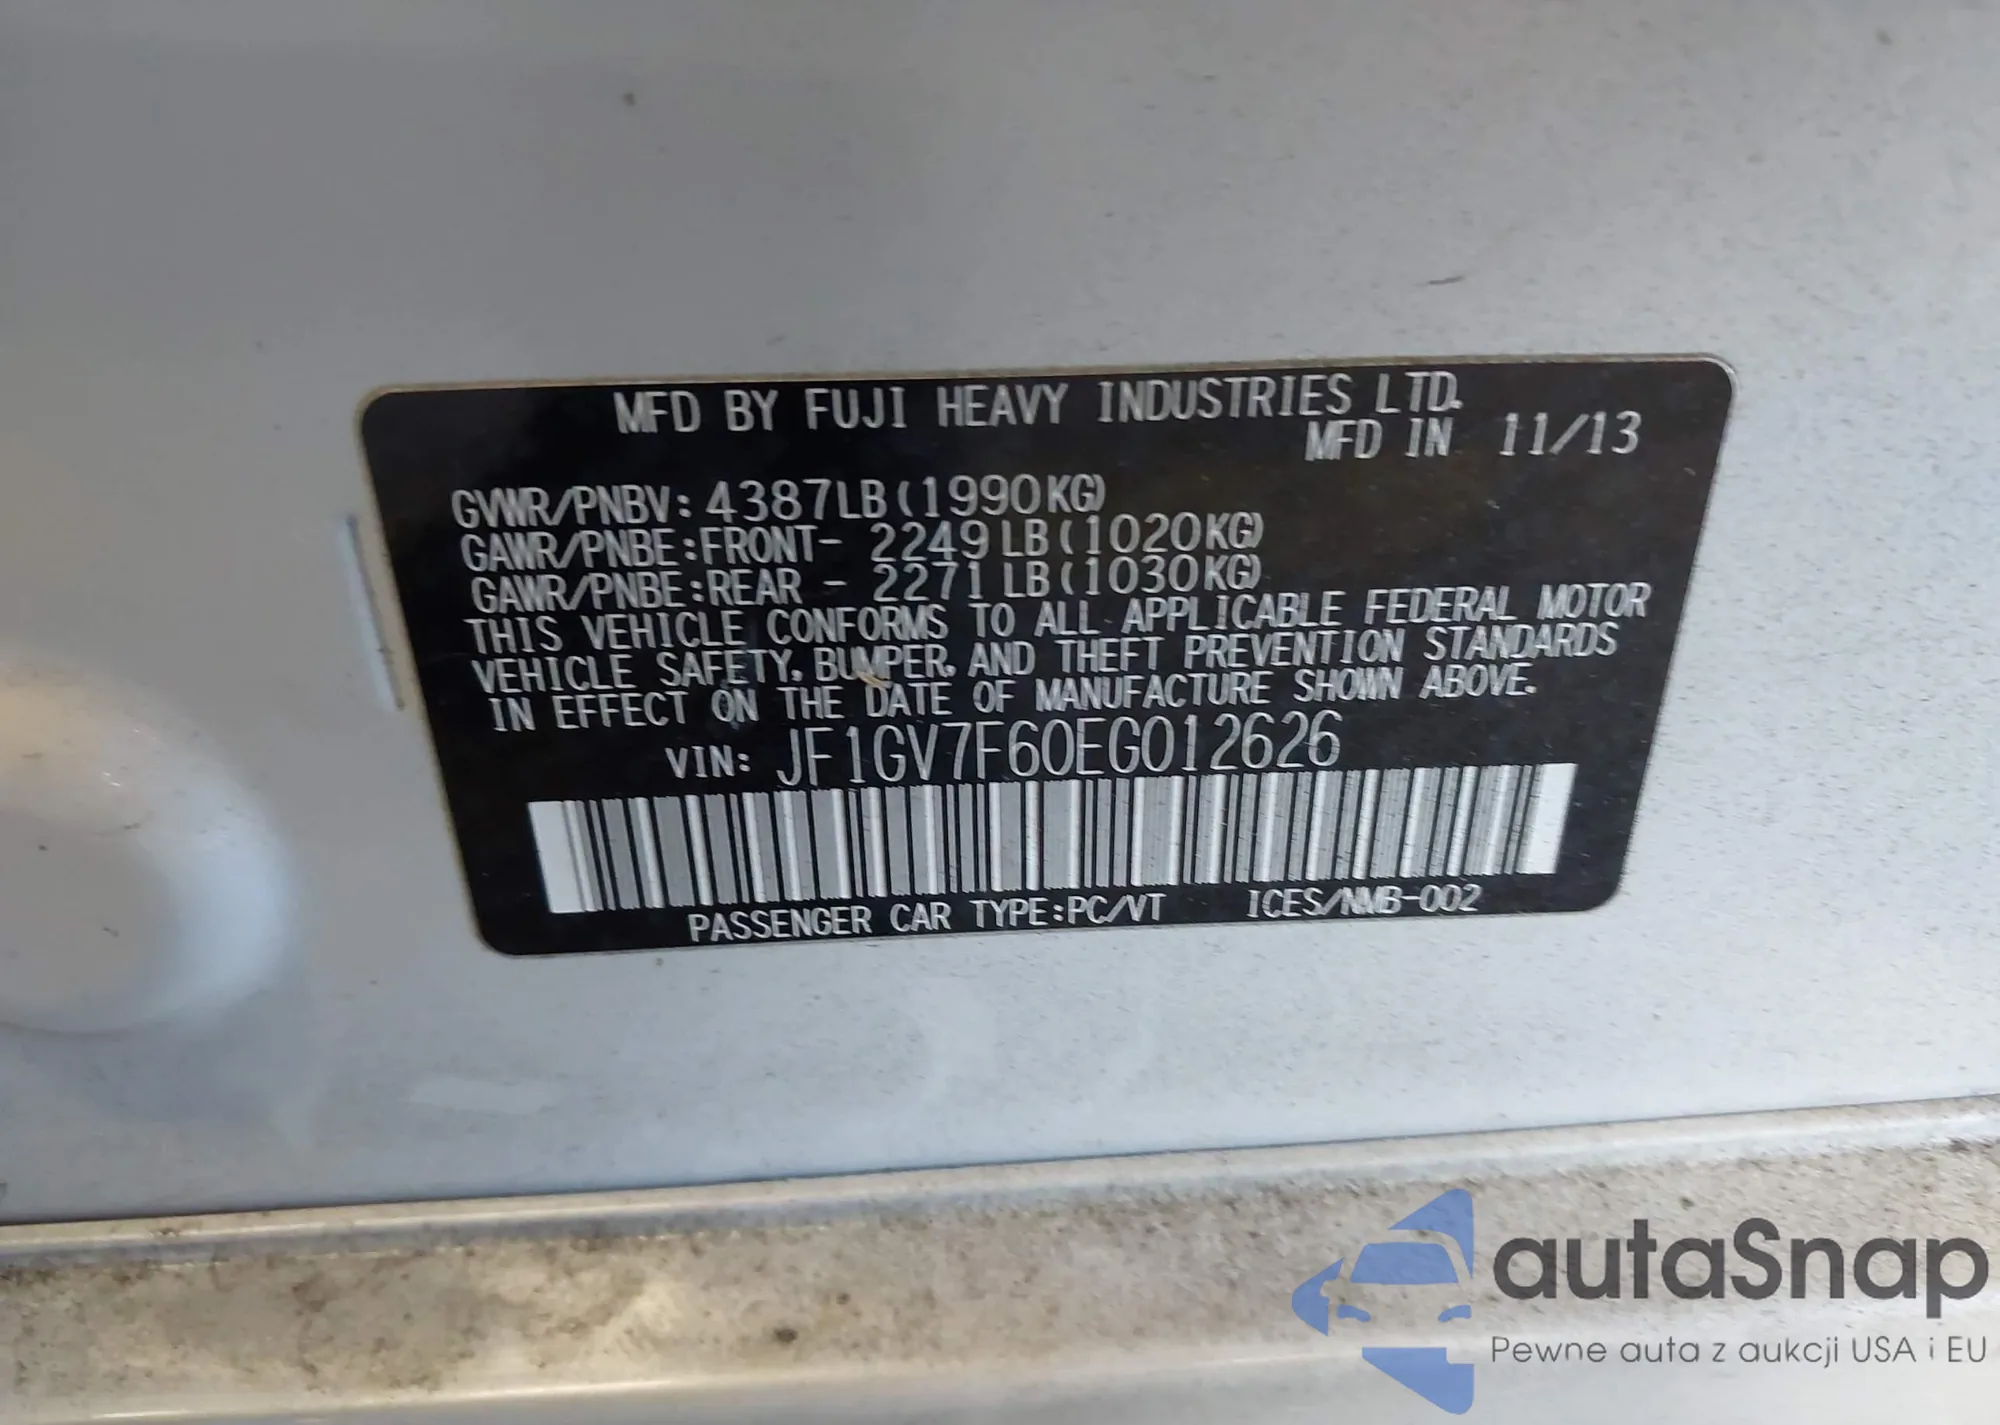 MFD BY FUJI HEAVY INDUSTRIES LTD.
MFD IN 11/13
GVWR/PNBV: 4387LB(1990KG)
GAWR/PNBE:FRONT- 2249LB(1020KG)
GAWR/PNBE:REAR - 2271LB(1030KG)
THIS VEHICLE CONFORMS TO ALL APPLICABLE FEDERAL MOTOR
VEHICLE SAFETY, BUMPER, AND THEFT PREVENTION STANDARDS
IN EFFECT ON THE DATE OF MANUFACTURE SHOWN ABOVE.
VIN: JF1GV7F60EG012626
PASSENGER CAR TYPE:PC/VT ICES/NMB-002
autaSnap
Pewne auta z aukcji USA i EU